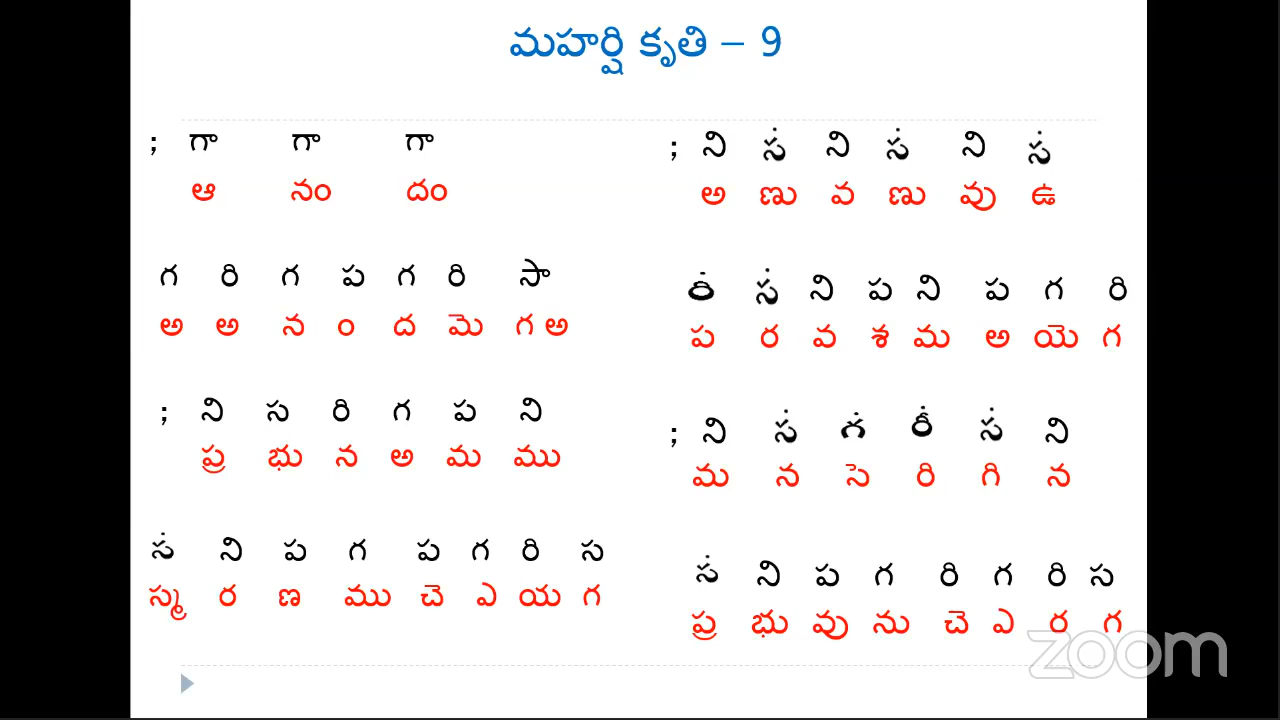 మహర్షి కృతి – 9
; గా గా గా
ఆ నం దం
గ రి గ ప గ రి సా
అ అ న ం ద మె గ అ
; ని స రి గ ప ని
ప్ర భు న అ మ ము
స̇ ని ప గ ప గ రి స
స్మ ర ణ ము చె ఎ య గ
; ని స̇ ని స̇ ని స̇
అ ణు వ ణు వు ఉ
రి̇ స̇ ని ప ని ప గ రి
ప ర వ శ మ అ యె గ
; ని స̇ గ̇ రీ̇ స̇ ని
మ న సె రి గి న
స̇ ని ప గ రి గ రి స
ప్ర భు వు ను చె ఎ ర గ
zoom